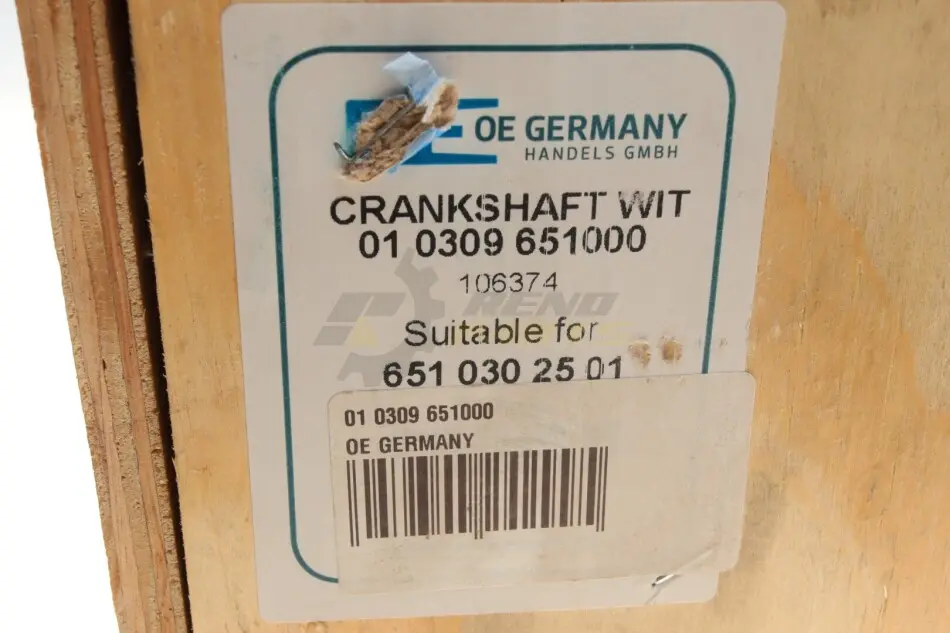 OE GERMANY
HANDELS GMBH
CRANKSHAFT WIT
01 0309 651000
106374
RENO
Suitable for
651 030 25 01
01 0309 651000
OE GERMANY